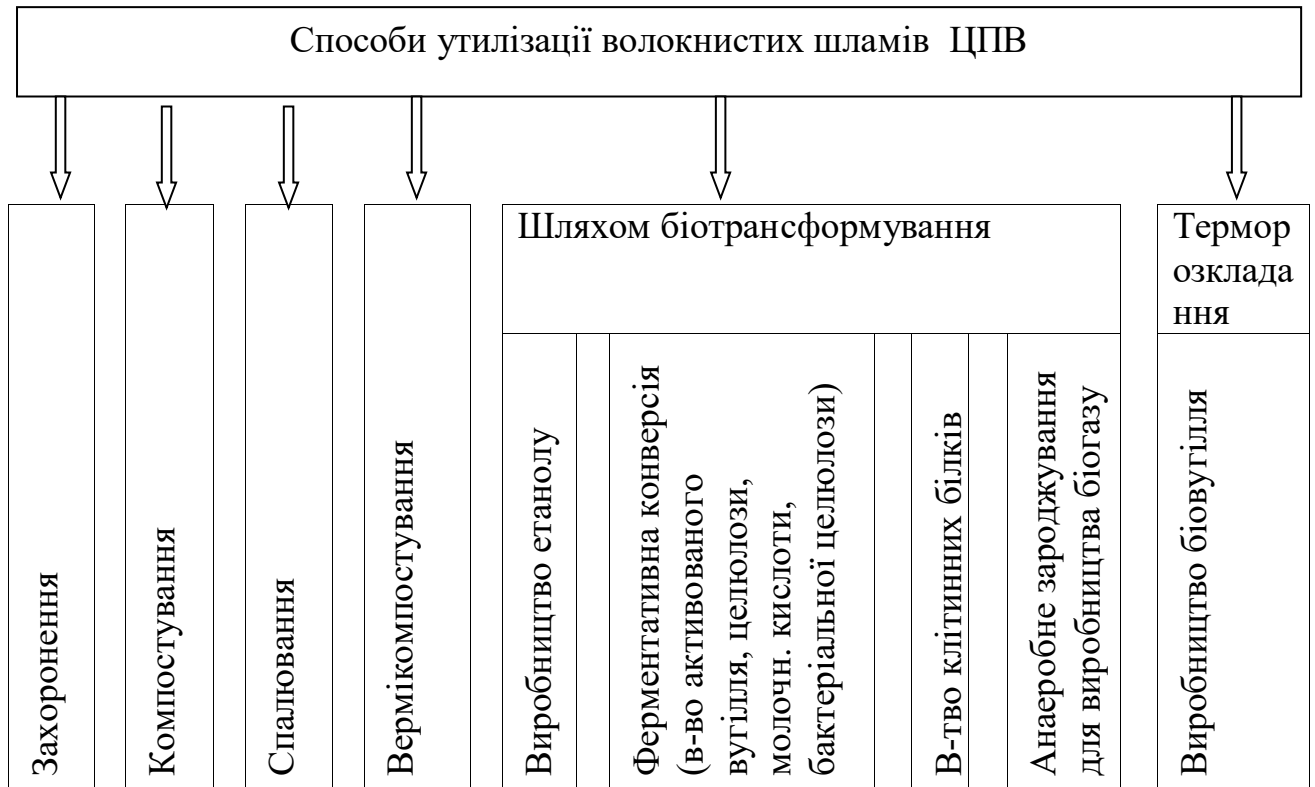 Способи утилізації волокнистих шламів ЦПВ
Захоронення
Компостування
Спалювання
Вермікомпостування
Шляхом біотрансформування
Виробництво етанолу
Ферментативна конверсія
(в-во активованого
вугілля, целюлози,
молочн. кислоти,
бактеріальної целюлози)
В-тво клітинних білків
Анаеробне зароджування
для виробництва біогазу
Термор
озклада
ння
Виробництво біовугілля